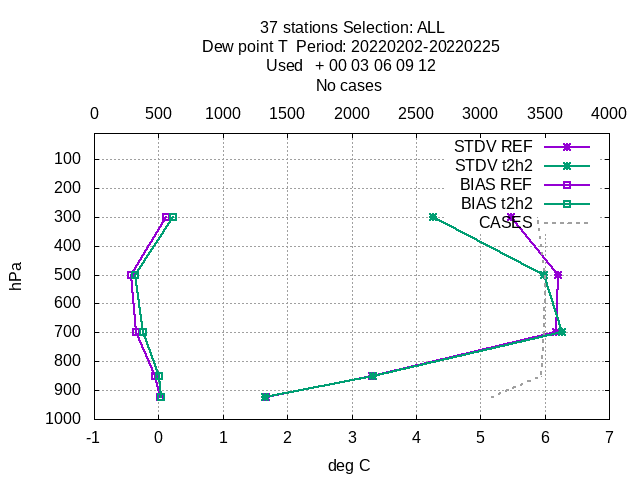 37 stations Selection: ALL
Dew point T  Period: 20220202-20220225
Used   + 00 03 06 09 12
No cases
0 500 1000 1500 2000 2500 3000 3500 4000
STDV REF
STDV t2h2
BIAS REF
BIAS t2h2
CASES
100
200
300
400
500
600
700
800
900
1000
hPa
-1 0 1 2 3 4 5 6 7
deg C